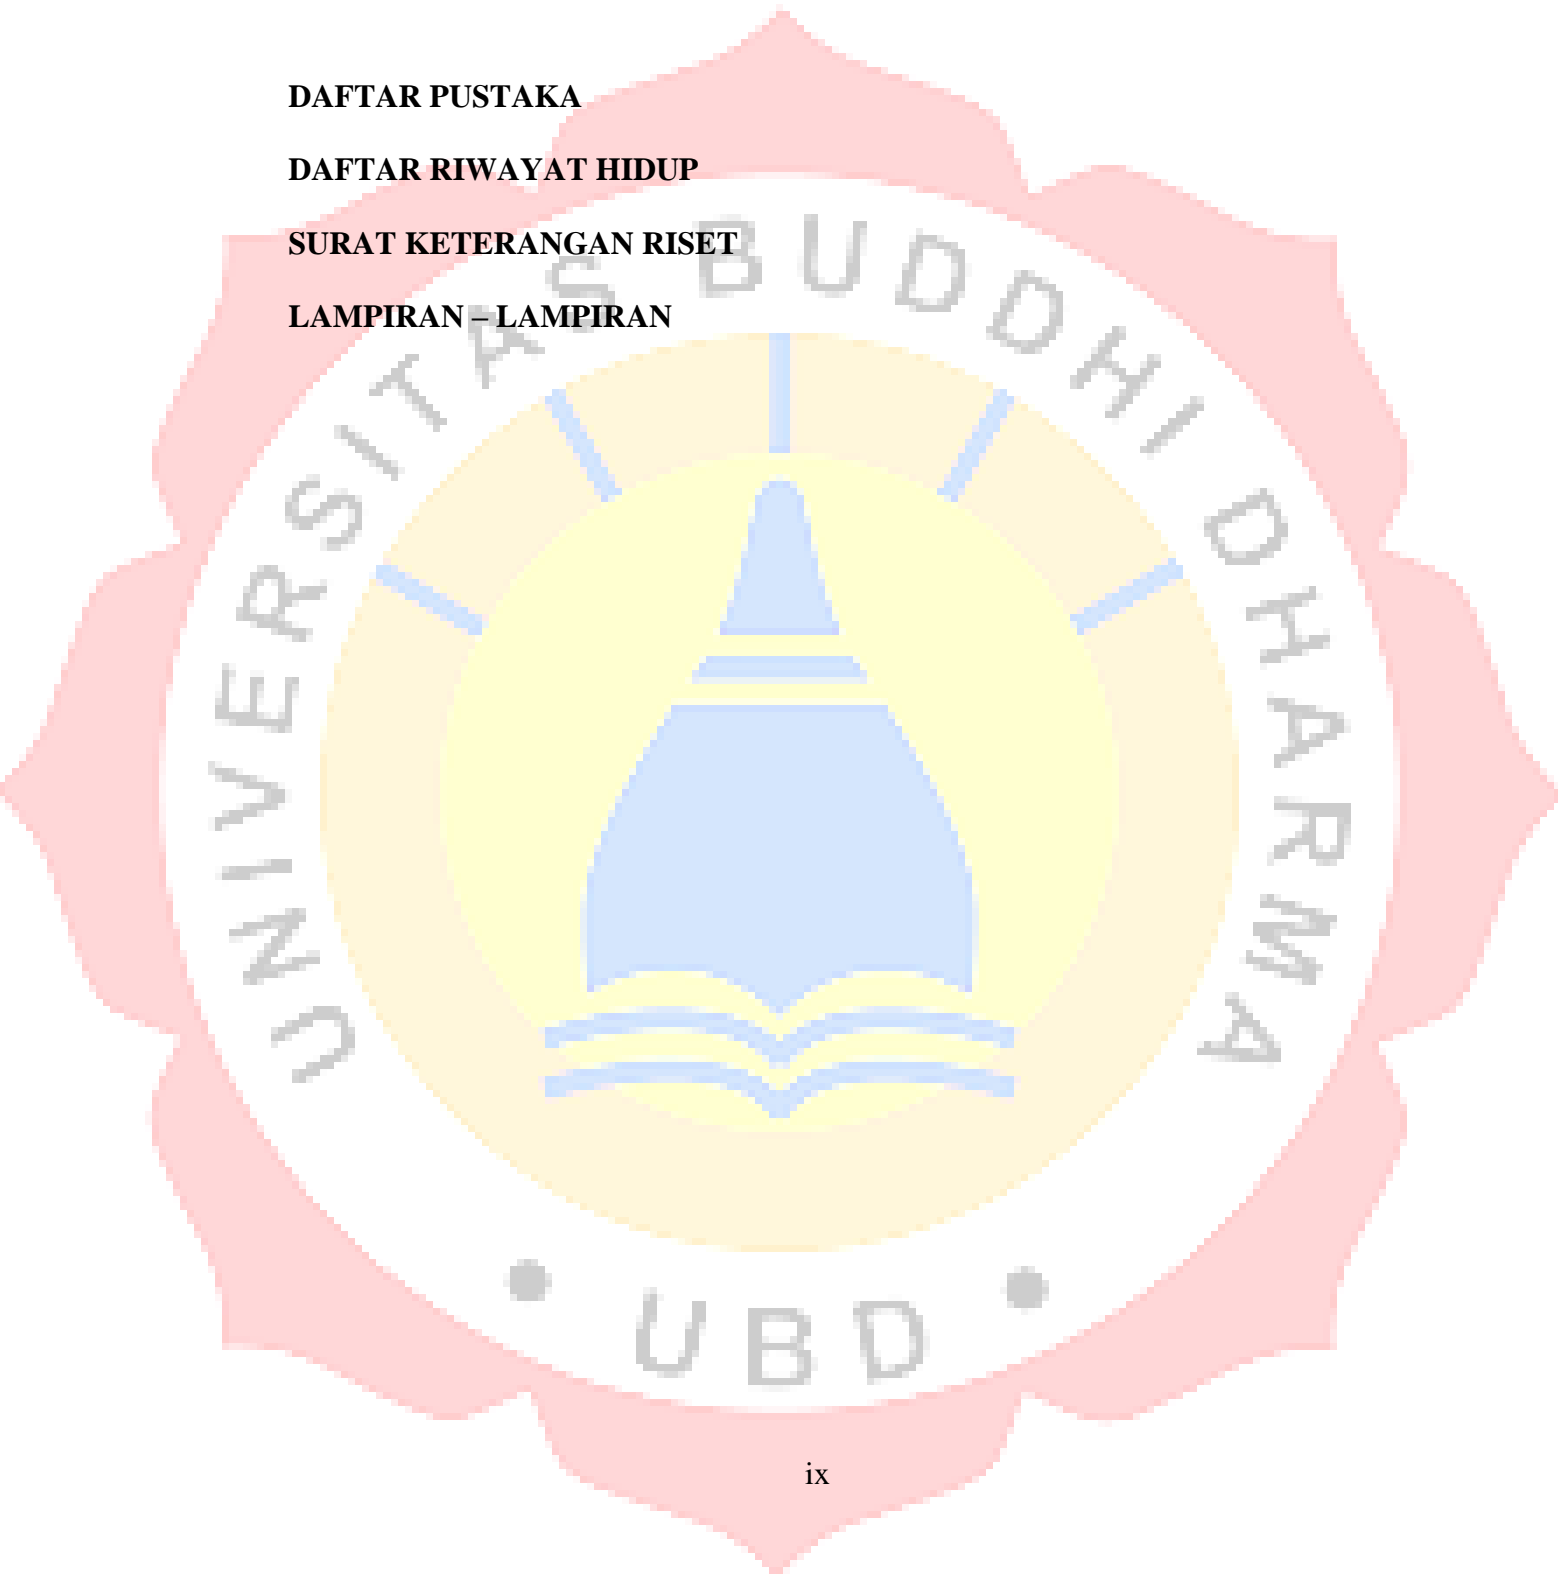 DAFTAR PUSTAKA
DAFTAR RIWAYAT HIDUP
SURAT KETERANGAN RISET
LAMPIRAN – LAMPIRAN
UNIVERSITAS BUDDHI DHARMA
• UBD •
ix